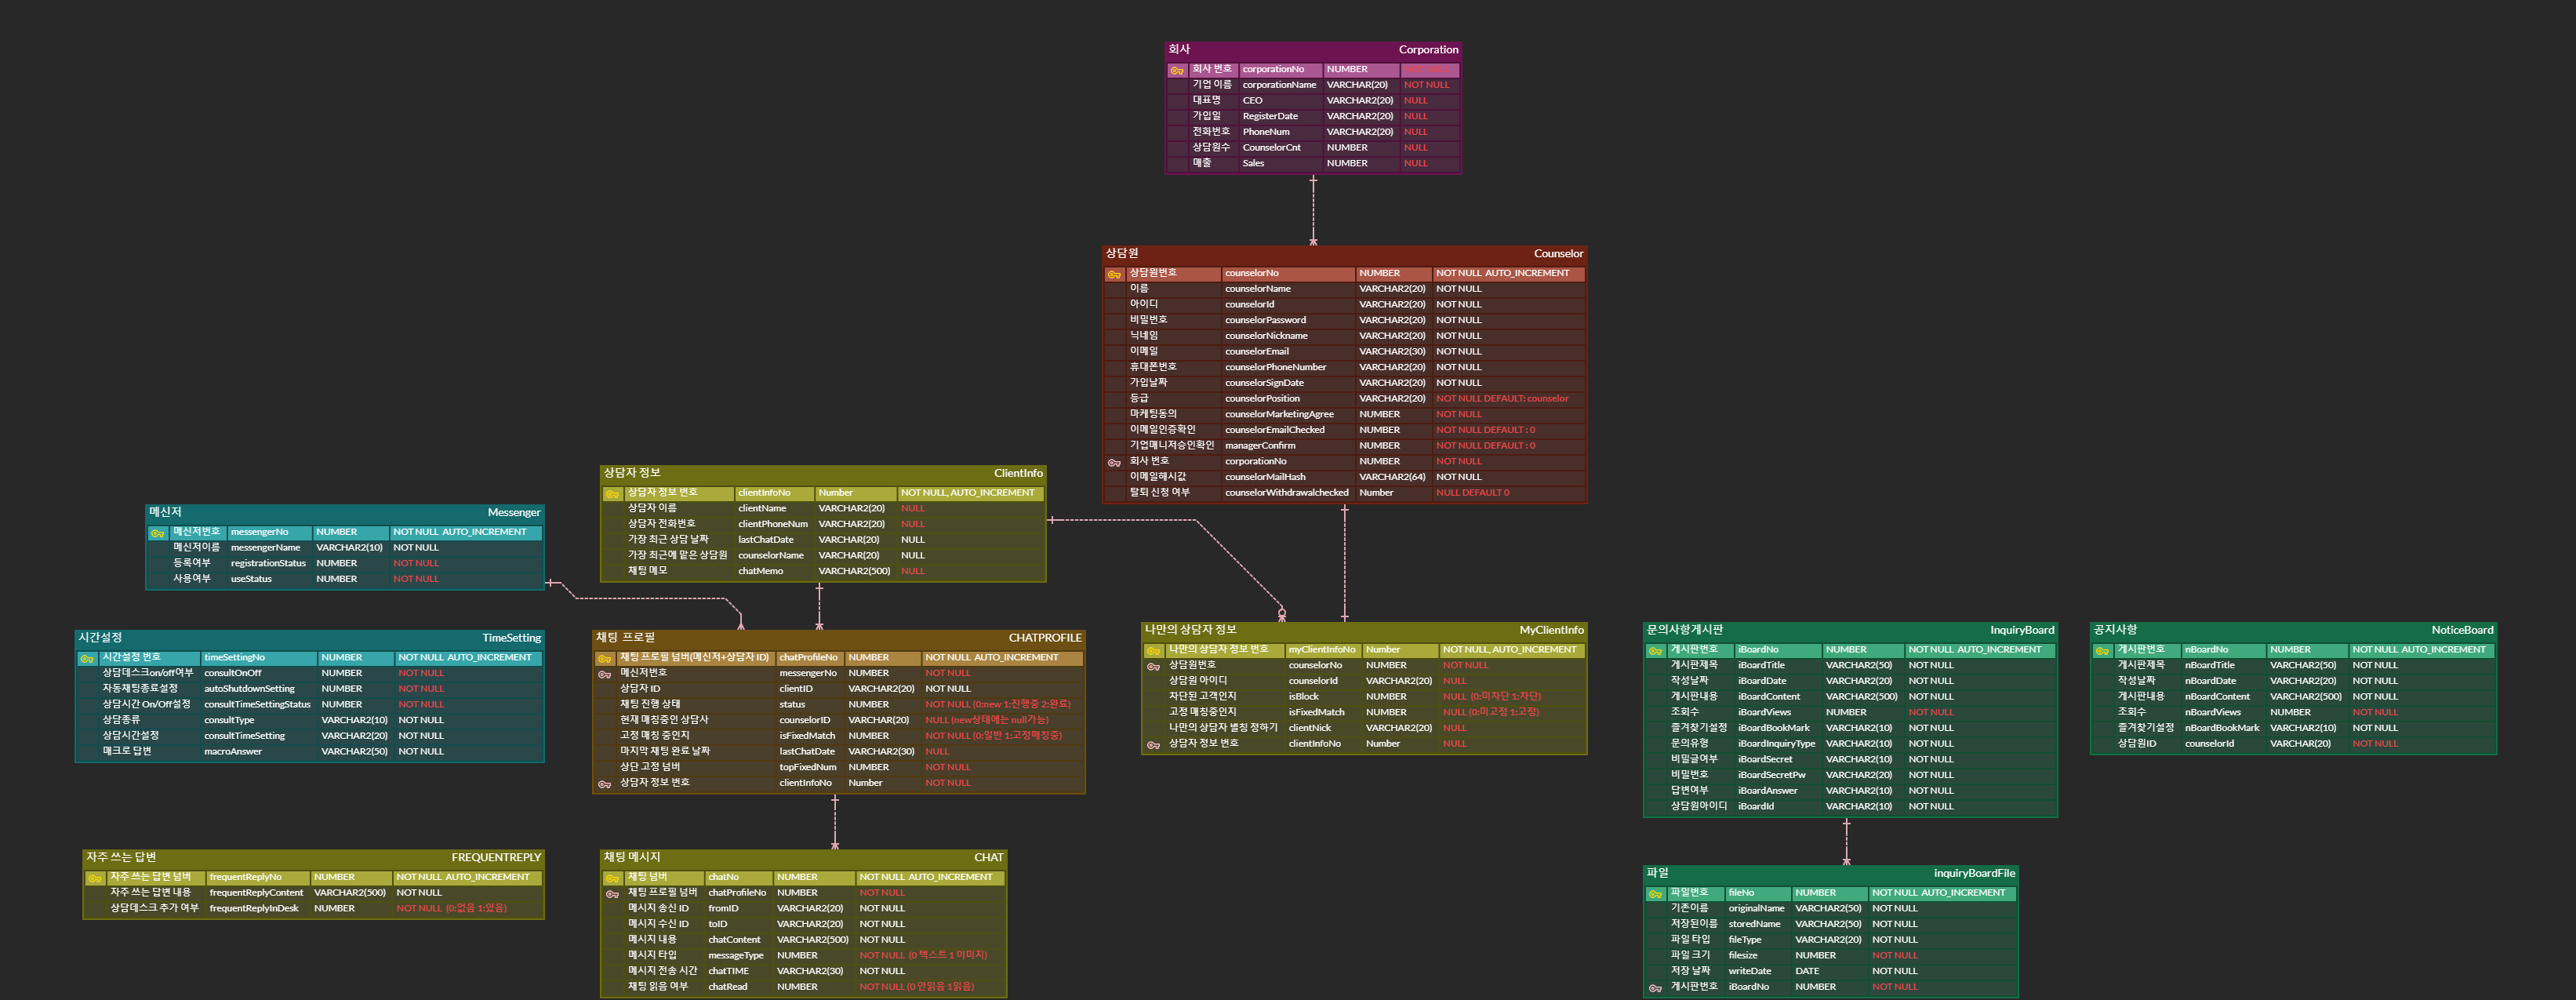 회사 Corporation
회사 번호 corporationNo NUMBER
기업 이름 corporationName VARCHAR(20) NOT NULL
대표명 CEO VARCHAR2(20) NULL
가입일 RegisterDate VARCHAR2(20) NULL
전화번호 PhoneNum VARCHAR2(20) NULL
상담원수 CounselorCnt NUMBER NULL
매출 Sales NUMBER NULL
상담원 Counselor
상담원번호 counselorNo NUMBER NOT NULL AUTO_INCREMENT
이름 counselorName VARCHAR2(20) NOT NULL
아이디 counselorId VARCHAR2(20) NOT NULL
비밀번호 counselorPassword VARCHAR2(20) NOT NULL
닉네임 counselorNickname VARCHAR2(20) NOT NULL
이메일 counselorEmail VARCHAR2(30) NOT NULL
휴대폰번호 counselorPhoneNumber VARCHAR2(20) NOT NULL
가입날짜 counselorSignDate VARCHAR2(20) NOT NULL
등급 counselorPosition VARCHAR2(20) NOT NULL DEFAULT: counselor
마케팅동의 counselorMarketingAgree NUMBER NOT NULL
이메일인증확인 counselorEmailChecked NUMBER NOT NULL DEFAULT : 0
기업매니저승인확인 managerConfirm NUMBER NOT NULL DEFAULT : 0
회사 번호 corporationNo NUMBER NOT NULL
이메일해시값 counselorMailHash VARCHAR2(64) NOT NULL
탈퇴 신청 여부 counselorWithdrawalchecked Number NULL DEFAULT 0
상담자 정보 ClientInfo
상담자 정보 번호 clientInfoNo Number NOT NULL, AUTO_INCREMENT
상담자 이름 clientName VARCHAR2(20) NULL
상담자 전화번호 clientPhoneNum VARCHAR2(20) NULL
가장 최근 상담 날짜 lastChatDate VARCHAR(20) NULL
가장 최근에 맡은 상담원 counselorName VARCHAR(20) NULL
채팅 메모 chatMemo VARCHAR2(500) NULL
메신저 Messenger
메신저번호 messengerNo NUMBER NOT NULL AUTO_INCREMENT
메신저이름 messengerName VARCHAR2(10) NOT NULL
등록여부 registrationStatus NUMBER NOT NULL
사용여부 useStatus NUMBER NOT NULL
시간설정 TimeSetting
시간설정 번호 timeSettingNo NUMBER NOT NULL AUTO_INCREMENT
상담데스크on/off여부 consultOnOff NUMBER NOT NULL
자동채팅종료설정 autoShutdownSetting NUMBER NOT NULL
상담시간 On/Off설정 consultTimeSettingStatus NUMBER NOT NULL
상담종류 consultType VARCHAR2(10) NOT NULL
상담시간설정 consultTimeSetting VARCHAR2(20) NOT NULL
매크로 답변 macroAnswer VARCHAR2(50) NOT NULL
채팅 프로필 CHATPROFILE
채팅 프로필 넘버(메신저+상담자 ID) chatProfileNo NUMBER NOT NULL AUTO_INCREMENT
메신저번호 messengerNo NUMBER NOT NULL
상담자 ID clientID VARCHAR2(20) NOT NULL
채팅 진행 상태 status NUMBER NOT NULL (0:new 1:진행중 2:완료)
현재 매칭중인 상담사 counselorID VARCHAR(20) NULL (new상태에는 null가능)
고정 매칭 중인지 isFixedMatch NUMBER NOT NULL (0:일반 1:고정매칭중)
마지막 채팅 완료 날짜 lastChatDate VARCHAR2(30) NULL
상단 고정 넘버 topFixedNum NUMBER NOT NULL
상담자 정보 번호 clientInfoNo Number NOT NULL
나만의 상담자 정보 MyClientInfo
나만의 상담자 정보 번호 myClientInfoNo Number NOT NULL, AUTO_INCREMENT
상담원번호 counselorNo NUMBER NOT NULL
상담원 아이디 counselorId VARCHAR2(20) NULL
차단된 고객인지 isBlock NUMBER NULL (0:미차단 1:차단)
고정 매칭중인지 isFixedMatch NUMBER NULL (0:미고정 1:고정)
나만의 상담자 별칭 정하기 clientNick VARCHAR2(20) NULL
상담자 정보 번호 clientInfoNo Number NULL
문의사항게시판 InquiryBoard
게시판번호 iBoardNo NUMBER NOT NULL AUTO_INCREMENT
게시판제목 iBoardTitle VARCHAR2(50) NOT NULL
작성날짜 iBoardDate VARCHAR2(20) NOT NULL
게시판내용 iBoardContent VARCHAR2(500) NOT NULL
조회수 iBoardViews NUMBER NOT NULL
즐겨찾기설정 iBoardBookMark VARCHAR2(10) NOT NULL
문의유형 iBoardInquiryType VARCHAR2(10) NOT NULL
비밀글여부 iBoardSecret VARCHAR2(10) NOT NULL
비밀번호 iBoardSecretPw VARCHAR2(20) NOT NULL
답변여부 iBoardAnswer VARCHAR2(10) NOT NULL
상담원아이디 iBoardId VARCHAR2(10) NOT NULL
공지사항 NoticeBoard
게시판번호 nBoardNo NUMBER NOT NULL AUTO_INCREMENT
게시판제목 nBoardTitle VARCHAR2(50) NOT NULL
작성날짜 nBoardDate VARCHAR2(20) NOT NULL
게시판내용 nBoardContent VARCHAR2(500) NOT NULL
조회수 nBoardViews NUMBER NOT NULL
즐겨찾기설정 nBoardBookMark VARCHAR2(10) NOT NULL
상담원ID counselorId VARCHAR(20) NOT NULL
자주 쓰는 답변 FREQUENTREPLY
자주 쓰는 답변 넘버 frequentReplyNo NUMBER NOT NULL AUTO_INCREMENT
자주 쓰는 답변 내용 frequentReplyContent VARCHAR2(500) NOT NULL
상담데스크 추가 여부 frequentReplyInDesk NUMBER NOT NULL (0:없음 1:있음)
채팅 메시지 CHAT
채팅 넘버 chatNo NUMBER NOT NULL AUTO_INCREMENT
채팅 프로필 넘버 chatProfileNo NUMBER NOT NULL
메시지 송신 ID fromID VARCHAR2(20) NOT NULL
메시지 수신 ID toID VARCHAR2(20) NOT NULL
메시지 내용 chatContent VARCHAR2(500) NOT NULL
메시지 타입 messageType NUMBER NOT NULL (0 텍스트 1 이미지)
메시지 전송 시간 chatTIME VARCHAR2(30) NOT NULL
채팅 읽음 여부 chatRead NUMBER NOT NULL (0 안읽음 1읽음)
파일 inquiryBoardFile
파일번호 fileNo NUMBER NOT NULL AUTO_INCREMENT
기존이름 originalName VARCHAR2(50) NOT NULL
저장된이름 storedName VARCHAR2(50) NOT NULL
파일 타입 fileType VARCHAR2(20) NOT NULL
파일 크기 filesize NUMBER NOT NULL
저장 날짜 writeDate DATE NOT NULL
게시판번호 iBoardNo NUMBER NOT NULL